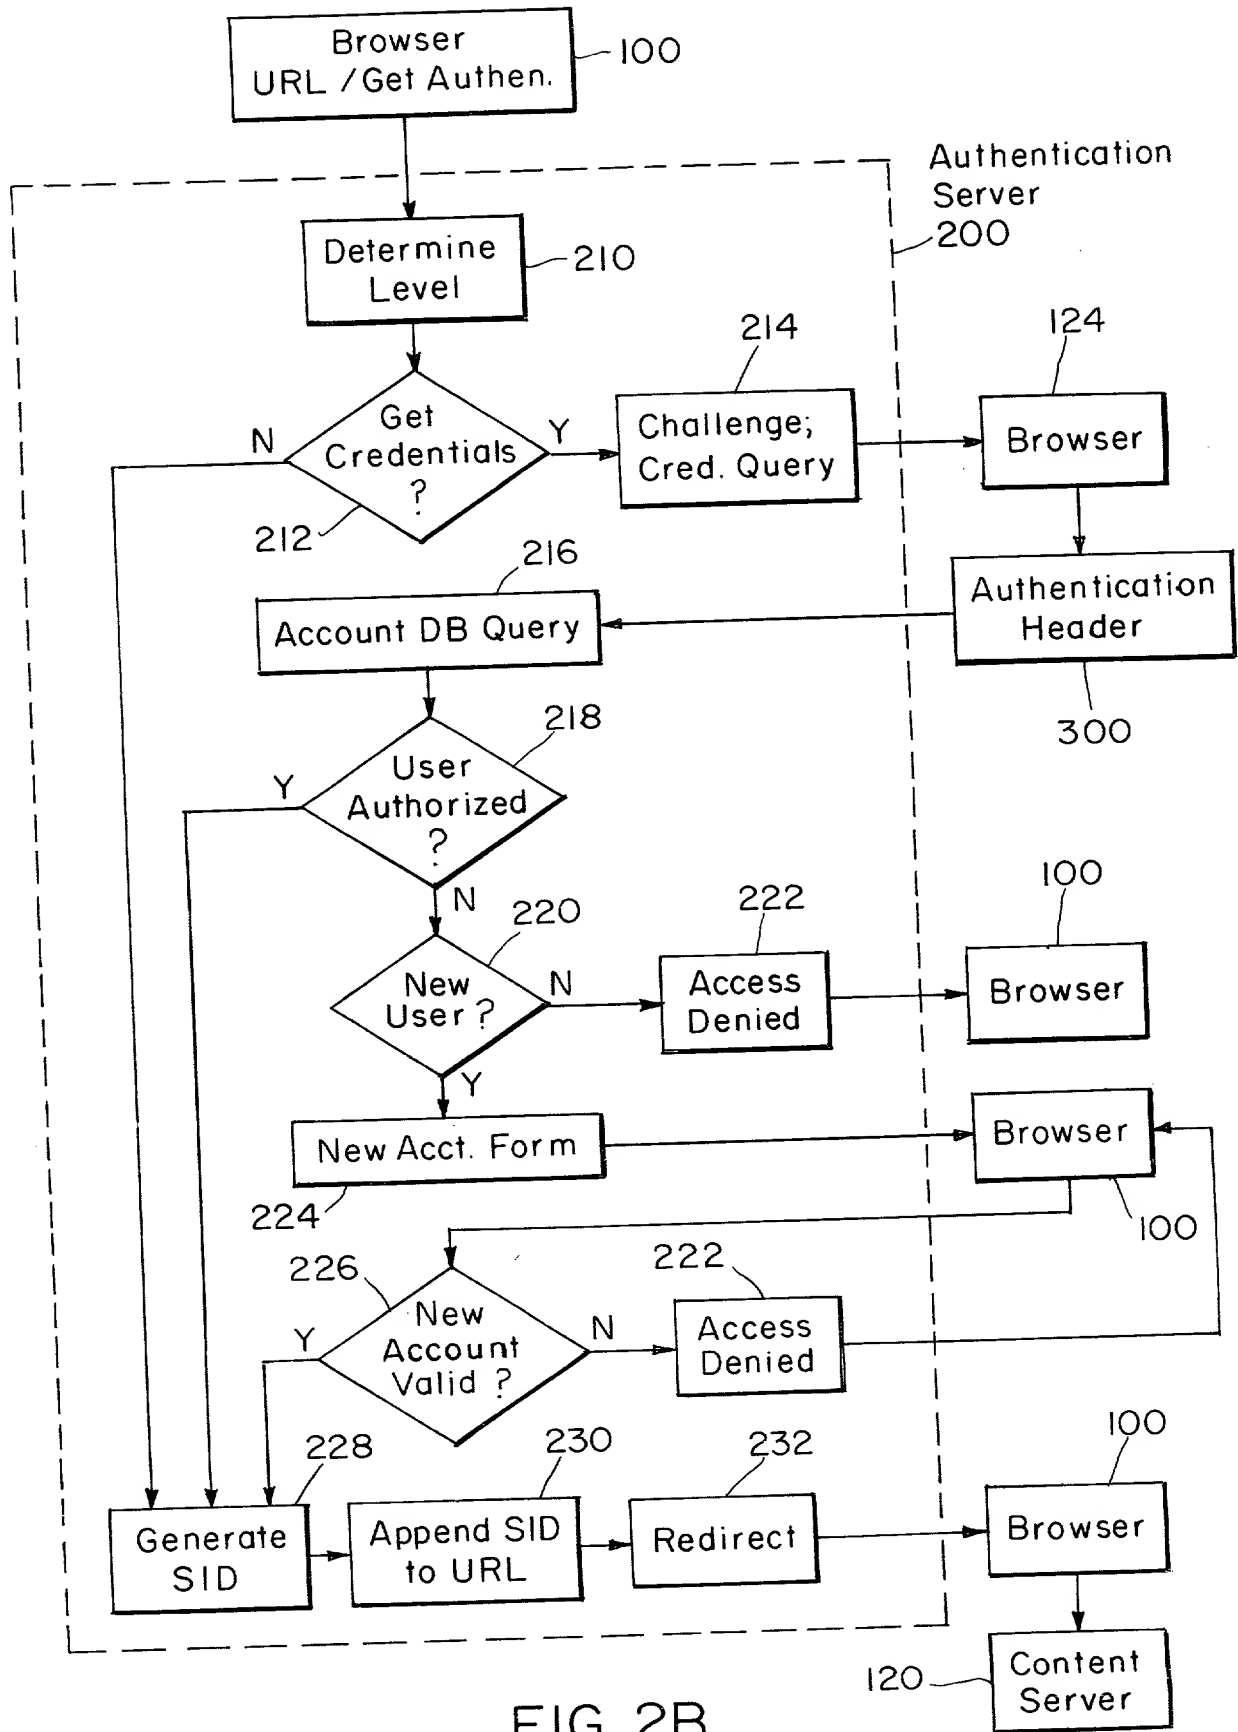 Browser
URL / Get Authen.
100
Authentication
Server
200
Determine
Level
210
214
124
Get
Credentials
?
N
Y
212
Challenge;
Cred. Query
Browser
216
Account DB Query
Authentication
Header
300
218
User
Authorized
?
Y
N
220
222
100
New
User ?
N
Y
Access
Denied
Browser
New Acct. Form
224
Browser
100
226
222
New
Account
Valid ?
Y
N
Access
Denied
228
230
232
100
Generate
SID
Append SID
to URL
Redirect
Browser
120
Content
Server
FIG. 2B